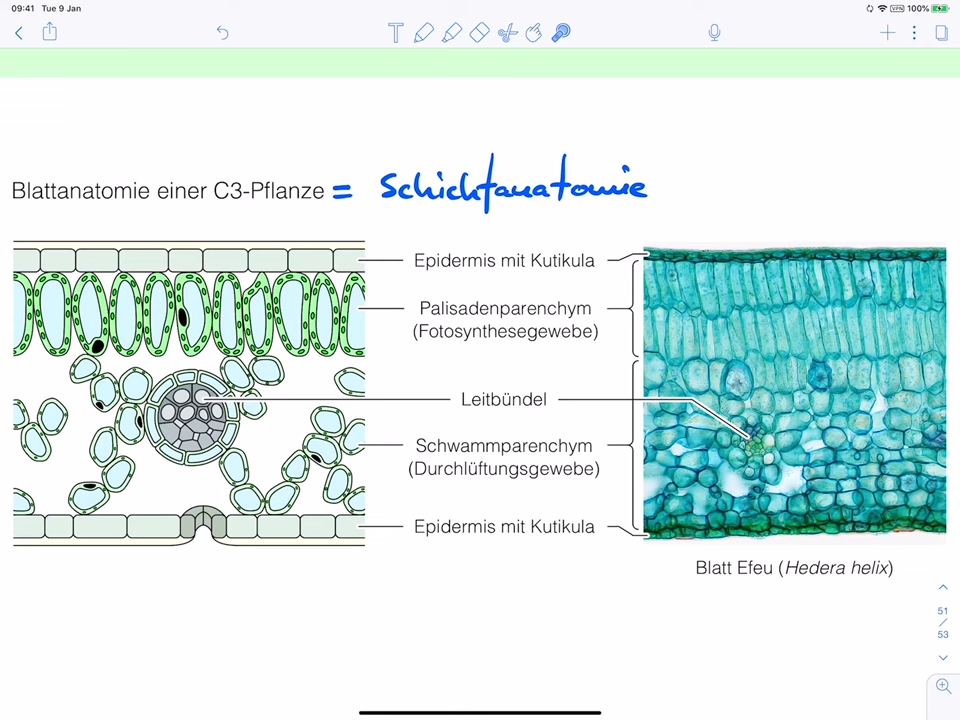 09:41 Tue 9 Jan
VPN 100%
Blattanatomie einer C3-Pflanze = Schichtanatomie
Epidermis mit Kutikula
Palisadenparenchym
(Fotosynthesegewebe)
Leitbündel
Schwammparenchym
(Durchlüftungsgewebe)
Epidermis mit Kutikula
Blatt Efeu (Hedera helix)
51
/
53